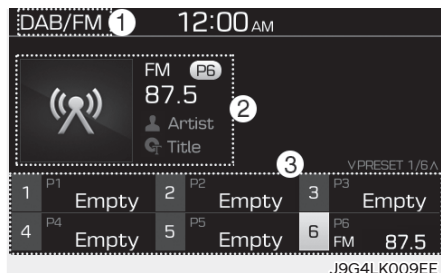 DAB/FM 1 12:00 AM
FM P6
87.5
2
Artist
Title
3
∨PRESET 1/6∧
1 P1 Empty 2 P2 Empty 3 P3 Empty
4 P4 Empty 5 P5 Empty 6 P6 FM 87.5
J9G4LK009EE